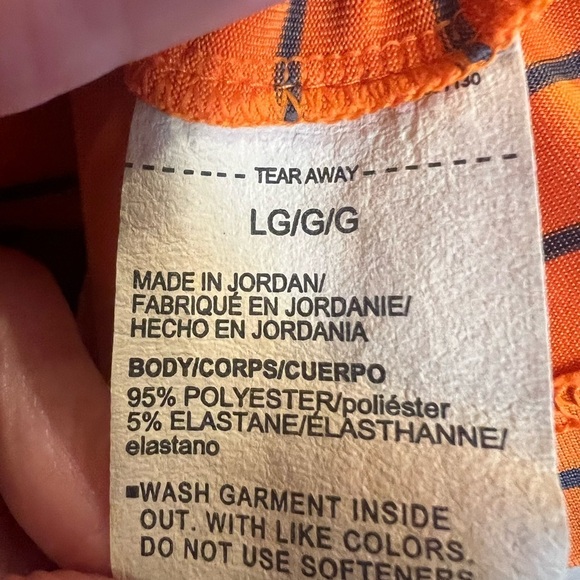 TEAR AWAY
LG/G/G
MADE IN JORDAN/
FABRIQUÉ EN JORDANIE/
HECHO EN JORDANIA
BODY/CORPS/CUERPO
95% POLYESTER/poliéster
5% ELASTANE/ÉLASTHANNE/
elastano
■WASH GARMENT INSIDE
OUT. WITH LIKE COLORS.
DO NOT USE SOFTENERS